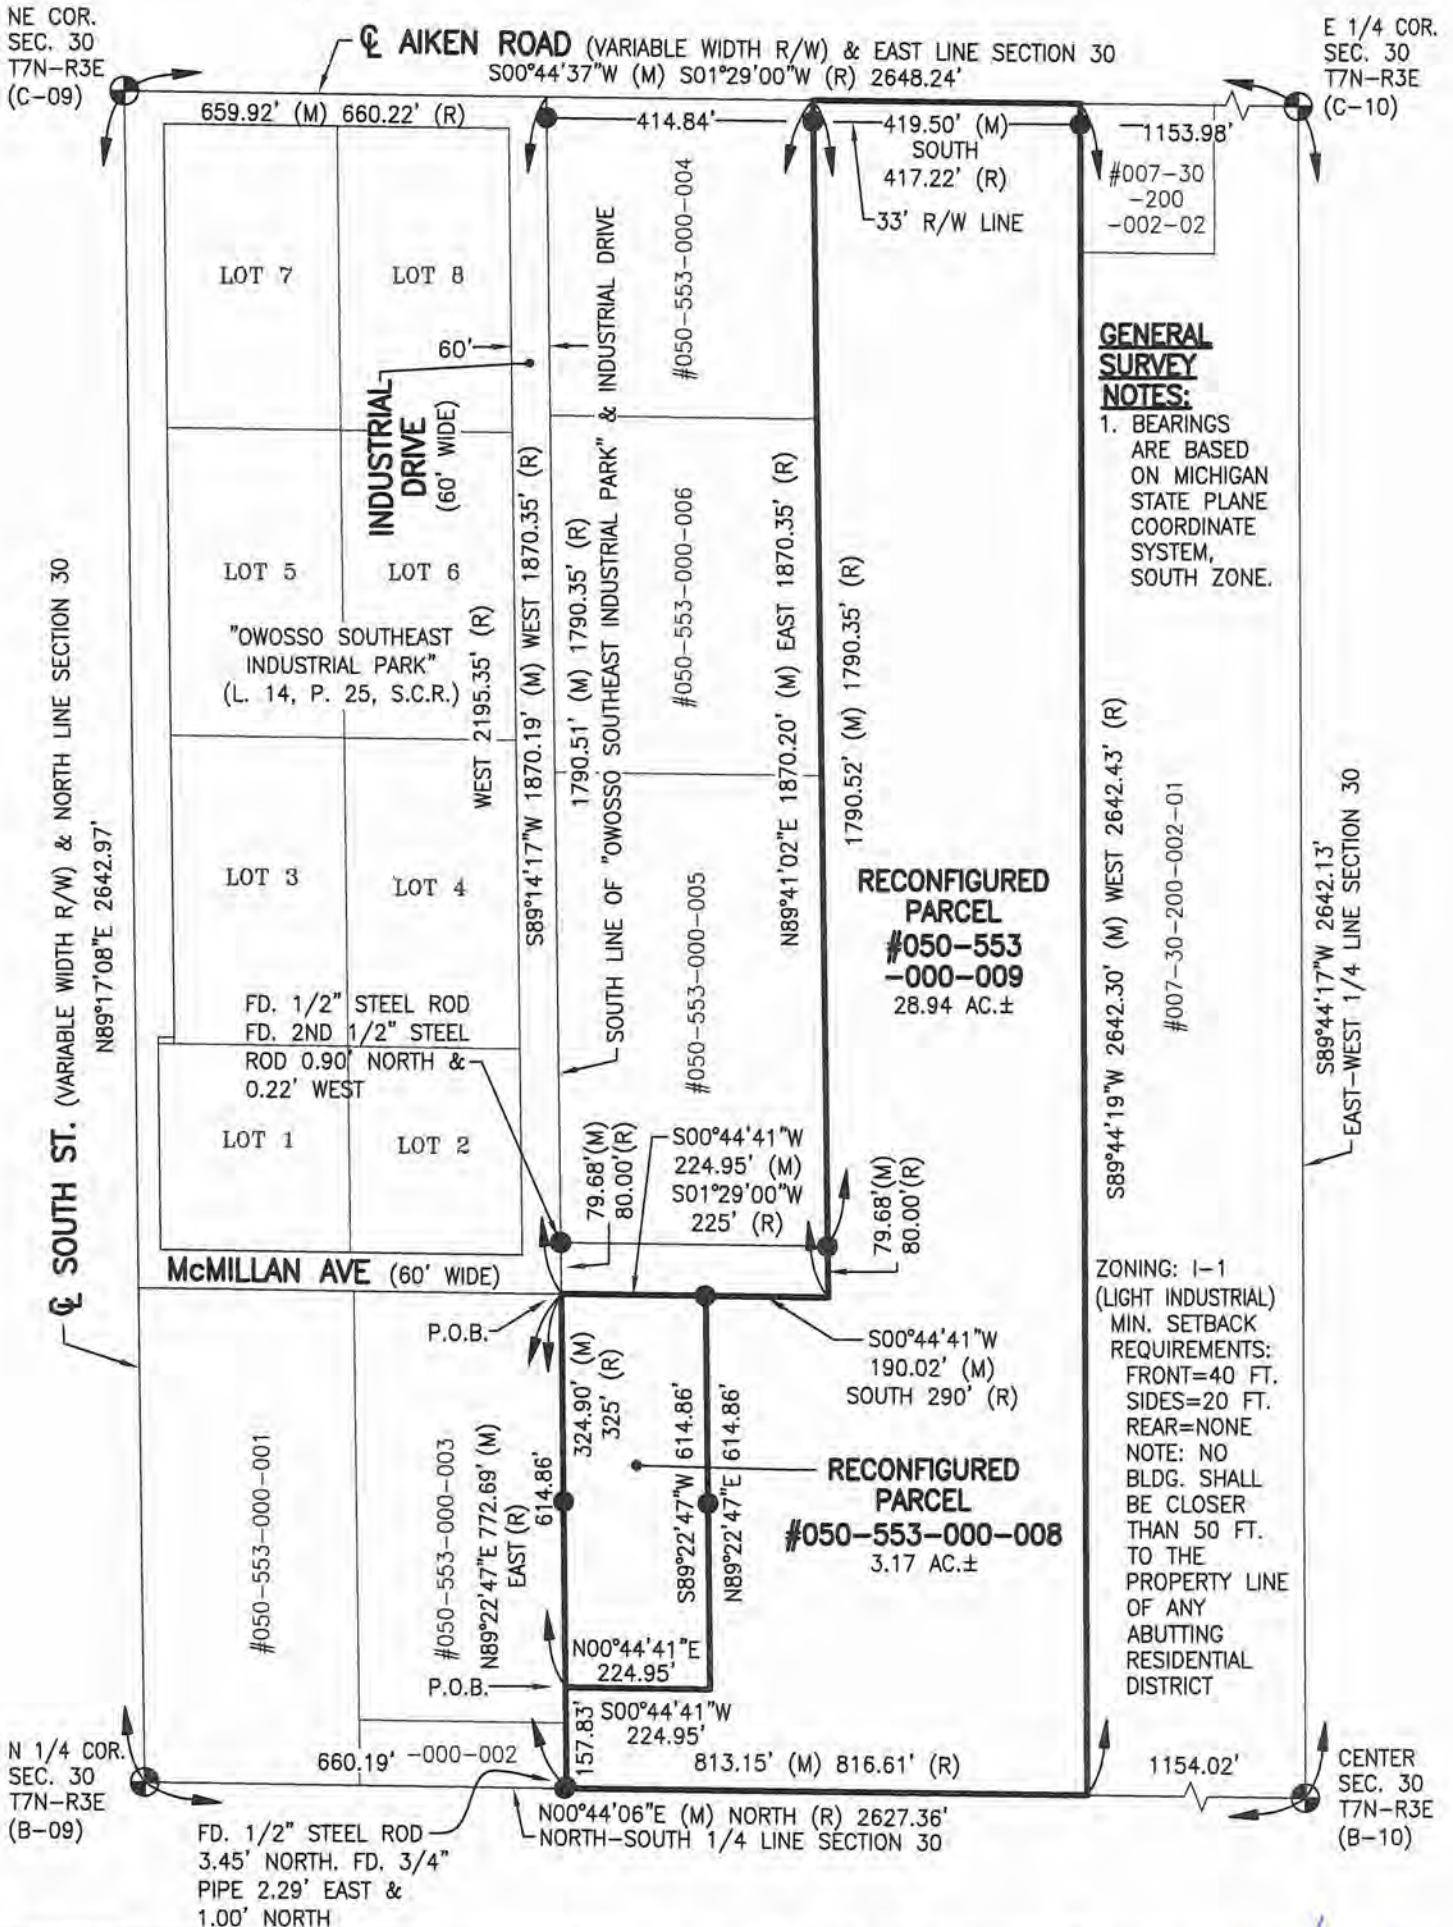 NE COR.
SEC. 30
T7N-R3E
(C-09)
℄ AIKEN ROAD (VARIABLE WIDTH R/W) & EAST LINE SECTION 30
S00°44'37"W (M) S01°29'00"W (R) 2648.24'
E 1/4 COR.
SEC. 30
T7N-R3E
(C-10)
659.92' (M) 660.22' (R)
414.84'
419.50' (M)
SOUTH
417.22' (R)
1153.98'
33' R/W LINE
#007-30
-200
-002-02
LOT 7
LOT 8
60'
INDUSTRIAL
DRIVE
(60' WIDE)
#050-553-000-004
GENERAL
SURVEY
NOTES:
1. BEARINGS
ARE BASED
ON MICHIGAN
STATE PLANE
COORDINATE
SYSTEM,
SOUTH ZONE.
LOT 5
LOT 6
"OWOSSO SOUTHEAST
INDUSTRIAL PARK"
(L. 14, P. 25, S.C.R.)
WEST 2195.35' (R)
S89°14'17"W 1870.19' (M) WEST 1870.35' (R)
1790.51' (M) 1790.35' (R)
SOUTH LINE OF "OWOSSO SOUTHEAST INDUSTRIAL PARK" & INDUSTRIAL DRIVE
#050-553-000-006
N89°41'02"E 1870.20' (M) EAST 1870.35' (R)
1790.52' (M) 1790.35' (R)
℄ SOUTH ST. (VARIABLE WIDTH R/W) & NORTH LINE SECTION 30
N89°17'08"E 2642.97'
LOT 3
LOT 4
#050-553-000-005
RECONFIGURED
PARCEL
#050-553
-000-009
28.94 AC.±
S89°44'19"W 2642.30' (M) WEST 2642.43' (R)
#007-30-200-002-01
S89°44'17"W 2642.13'
EAST-WEST 1/4 LINE SECTION 30
FD. 1/2" STEEL ROD
FD. 2ND 1/2" STEEL
ROD 0.90' NORTH &
0.22' WEST
LOT 1
LOT 2
79.68'(M)
80.00'(R)
S00°44'41"W
224.95' (M)
S01°29'00"W
225' (R)
79.68'(M)
80.00'(R)
McMILLAN AVE (60' WIDE)
P.O.B.
S00°44'41"W
190.02' (M)
SOUTH 290' (R)
ZONING: I-1
(LIGHT INDUSTRIAL)
MIN. SETBACK
REQUIREMENTS:
FRONT=40 FT.
SIDES=20 FT.
REAR=NONE
NOTE: NO
BLDG. SHALL
BE CLOSER
THAN 50 FT.
TO THE
PROPERTY LINE
OF ANY
ABUTTING
RESIDENTIAL
DISTRICT
#050-553-000-001
#050-553-000-003
N89°22'47"E 772.69' (M)
EAST (R)
614.86'
324.90' (M)
325' (R)
S89°22'47"W 614.86'
N89°22'47"E 614.86'
RECONFIGURED
PARCEL
#050-553-000-008
3.17 AC.±
N00°44'41"E
224.95'
P.O.B.
157.83'
S00°44'41"W
224.95'
N 1/4 COR.
SEC. 30
T7N-R3E
(B-09)
660.19'
-000-002
813.15' (M) 816.61' (R)
1154.02'
CENTER
SEC. 30
T7N-R3E
(B-10)
N00°44'06"E (M) NORTH (R) 2627.36'
NORTH-SOUTH 1/4 LINE SECTION 30
FD. 1/2" STEEL ROD
3.45' NORTH. FD. 3/4"
PIPE 2.29' EAST &
1.00' NORTH